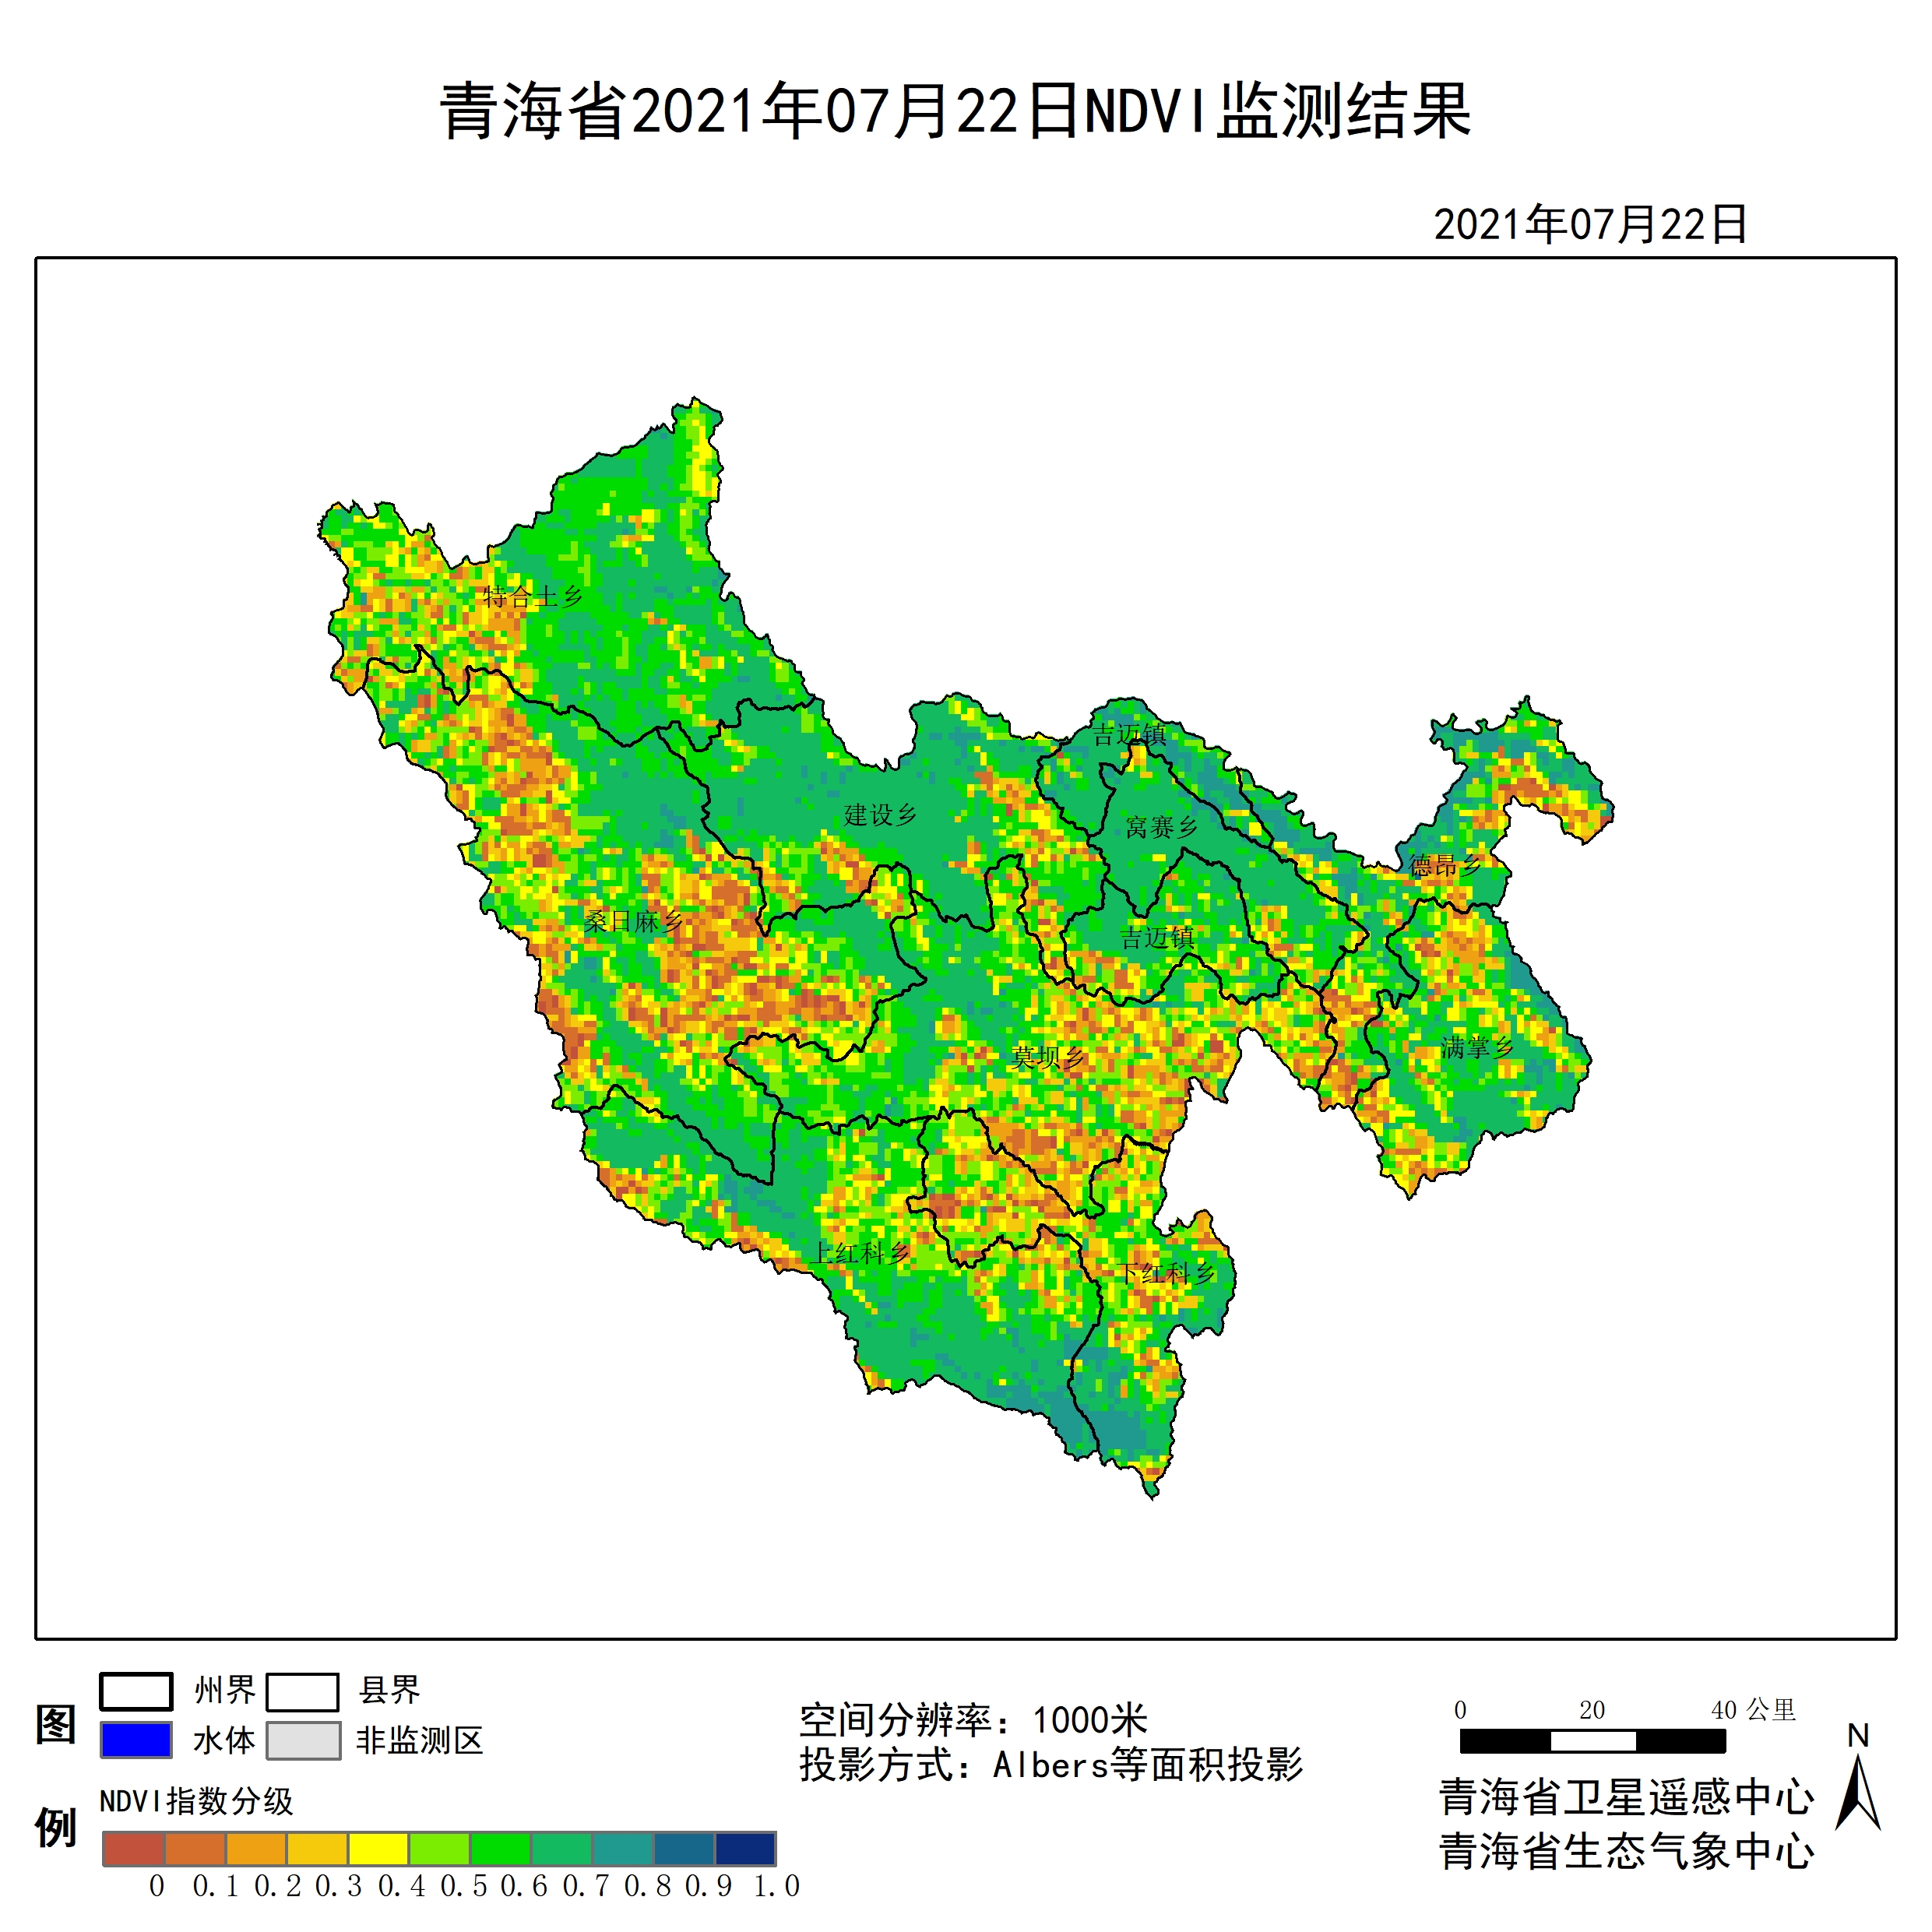 青海省2021年07月22日NDVI监测结果
2021年07月22日
吉迈镇
特合土乡
建设乡
窝赛乡
德昂乡
桑日麻乡
吉迈镇
莫坝乡
满掌乡
上红科乡
下红科乡
图例
州界 县界
水体 非监测区
NDVI指数分级
0 0.1 0.2 0.3 0.4 0.5 0.6 0.7 0.8 0.9 1.0
空间分辨率：1000米
投影方式：Albers等面积投影
0 20 40 公里
N
青海省卫星遥感中心
青海省生态气象中心